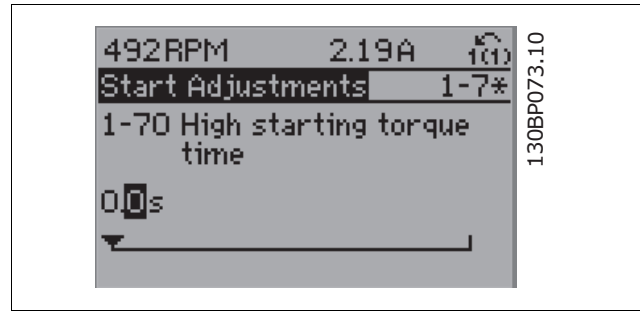 492RPM 2.19A 1(1)
Start Adjustments 1-7*
1-70 High starting torque
time
0.0s
130BP073.10